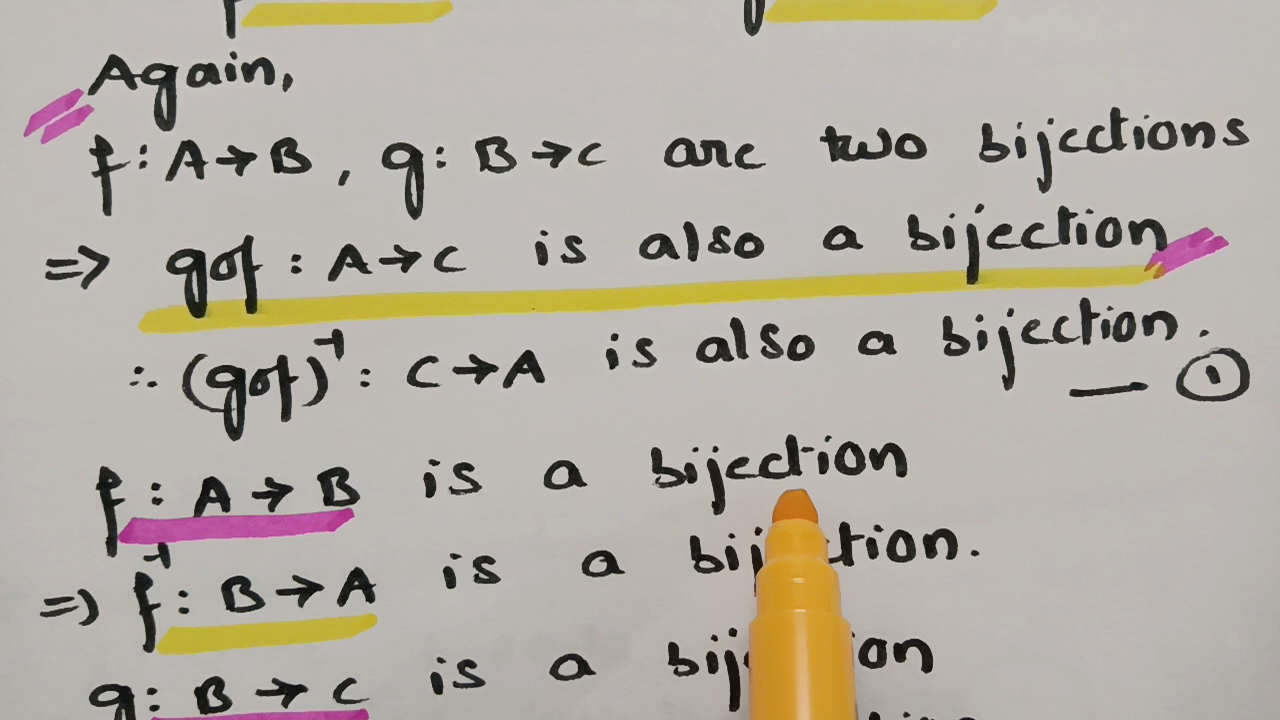 Again,
f : A → B , g : B → C are two bijections
=> gof : A → C is also a bijection
∴ (gof)⁻¹ : C → A is also a bijection. — ①
f : A → B is a bijection
=> f⁻¹ : B → A is a bijection.
g : B → C is a